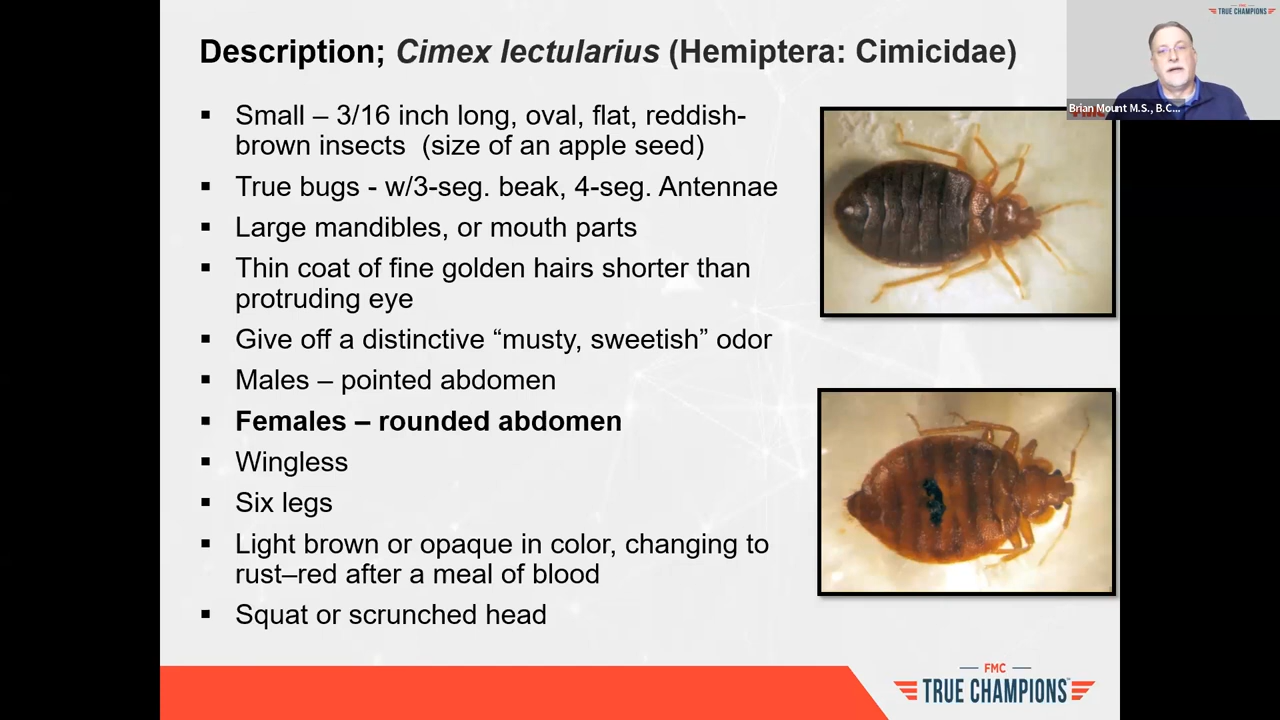 Description; Cimex lectularius (Hemiptera: Cimicidae)
▪ Small – 3/16 inch long, oval, flat, reddish-
brown insects (size of an apple seed)
▪ True bugs - w/3-seg. beak, 4-seg. Antennae
▪ Large mandibles, or mouth parts
▪ Thin coat of fine golden hairs shorter than
protruding eye
▪ Give off a distinctive “musty, sweetish” odor
▪ Males – pointed abdomen
▪ Females – rounded abdomen
▪ Wingless
▪ Six legs
▪ Light brown or opaque in color, changing to
rust–red after a meal of blood
▪ Squat or scrunched head
FMC
TRUE CHAMPIONS
Brian Mount M.S., B.C...
FMC
FMC
TRUE CHAMPIONS™